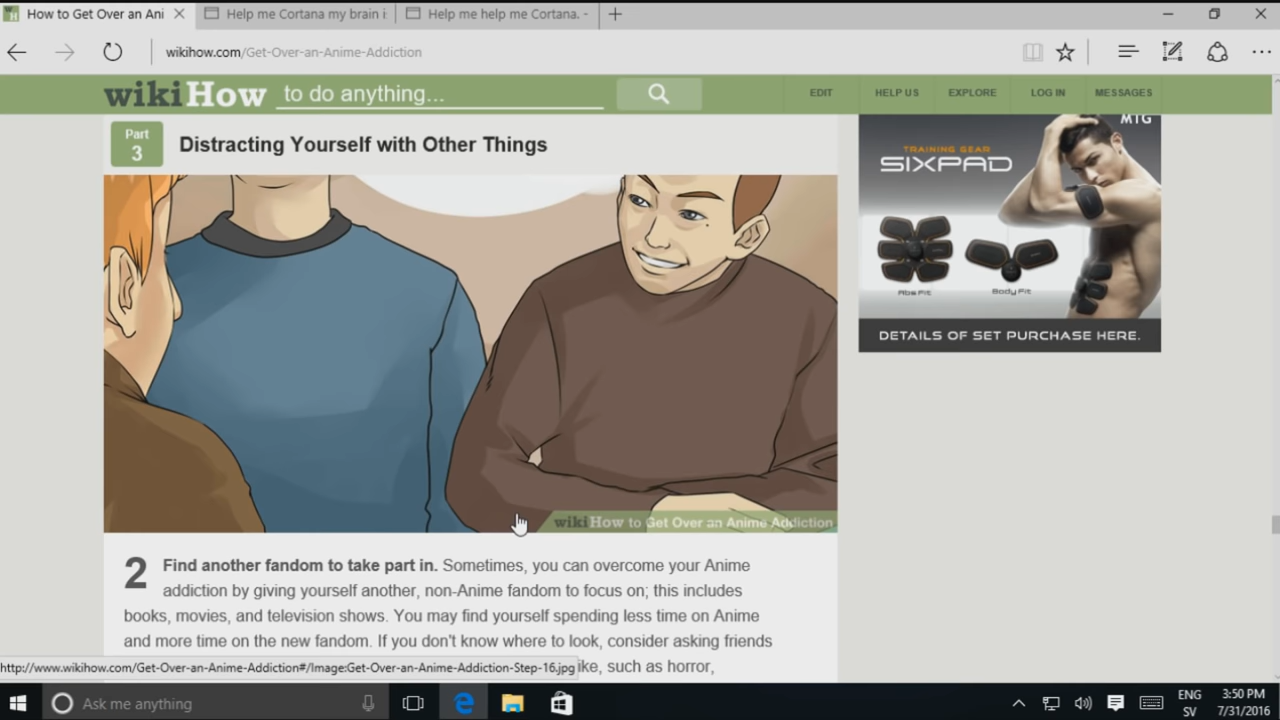 How to Get Over an Ani
Help me Cortana my brain i
Help me help me Cortana. -
wikihow.com/Get-Over-an-Anime-Addiction
wikiHow to do anything...
EDIT
HELP US
EXPLORE
LOG IN
MESSAGES
Part
3
Distracting Yourself with Other Things
MTG
TRAINING GEAR
SIXPAD
Abs Fit
Body Fit
DETAILS OF SET PURCHASE HERE.
wikiHow to Get Over an Anime Addiction
2 Find another fandom to take part in. Sometimes, you can overcome your Anime
addiction by giving yourself another, non-Anime fandom to focus on; this includes
books, movies, and television shows. You may find yourself spending less time on Anime
and more time on the new fandom. If you don't know where to look, consider asking friends
http://www.wikihow.com/Get-Over-an-Anime-Addiction#/Image:Get-Over-an-Anime-Addiction-Step-16.jpg
ike, such as horror,
Ask me anything
ENG
SV
3:50 PM
7/31/2016